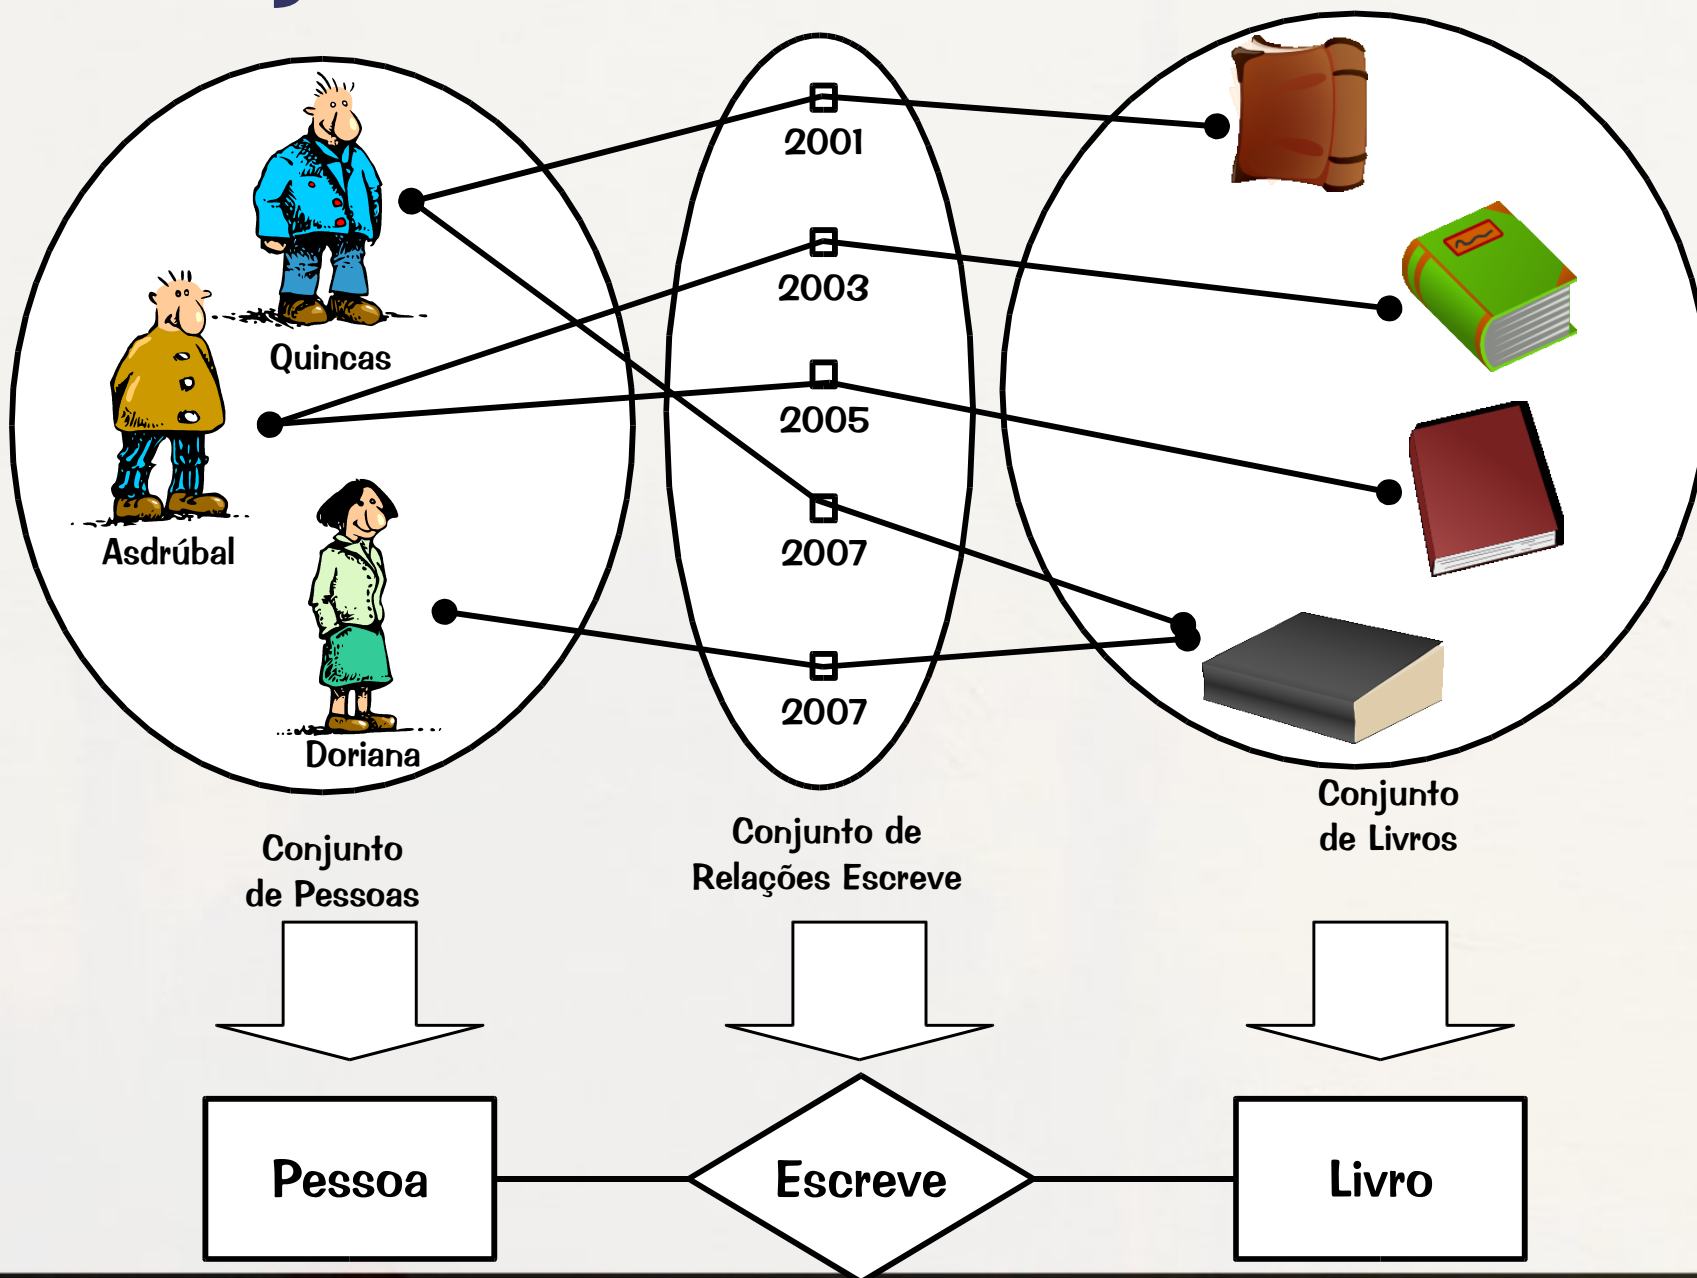 2001
2003
Quincas
2005
Asdrúbal
2007
2007
Doriana
Conjunto
de Pessoas
Conjunto de
Relações Escreve
Conjunto
de Livros
Pessoa
Escreve
Livro